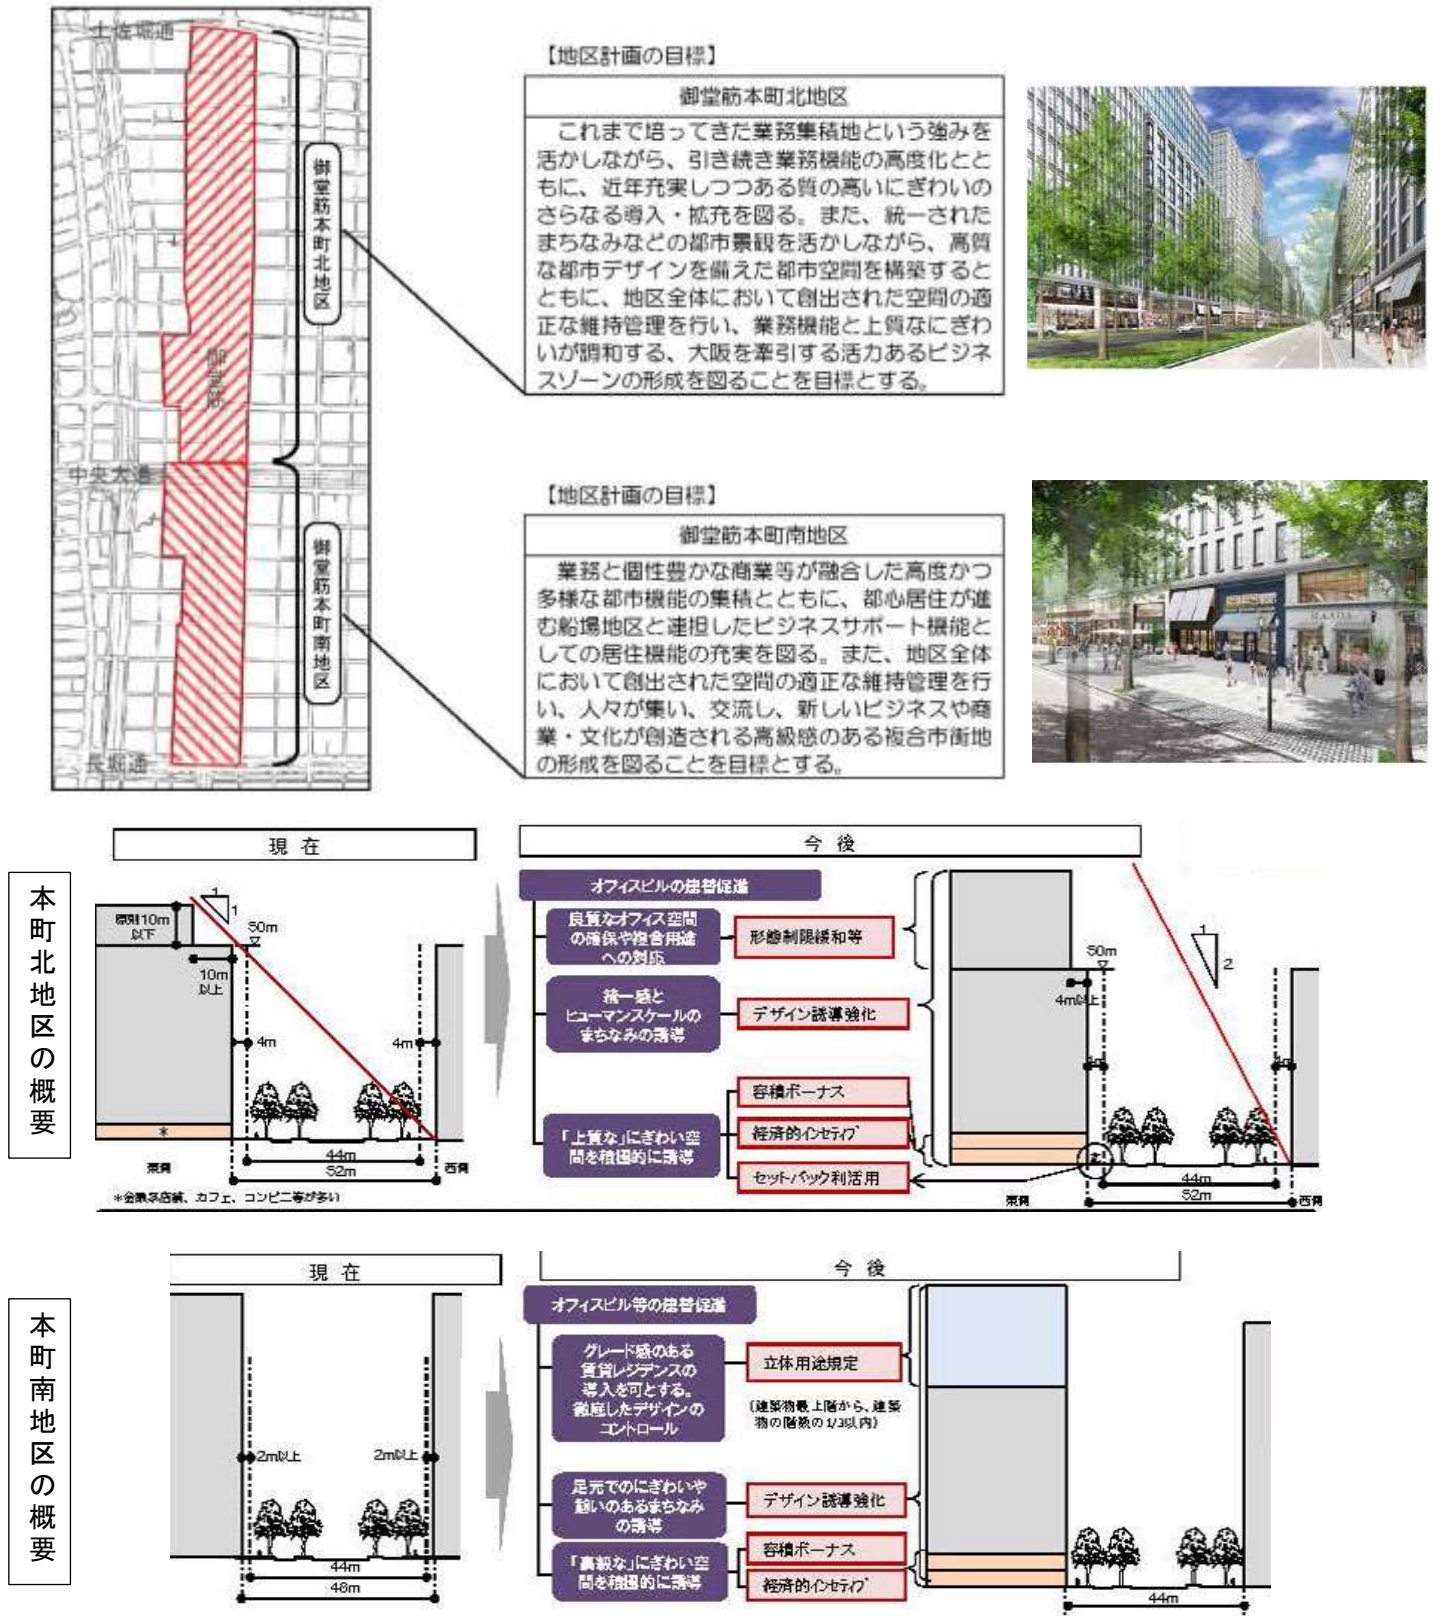 土佐堀通
御堂筋本町北地区
御堂筋
中央大通
御堂筋本町南地区
長堀通
【地区計画の目標】
御堂筋本町北地区
これまで培ってきた業務集積地という強みを
活かしながら、引き続き業務機能の高度化とと
もに、近年充実しつつある質の高いにぎわいの
さらなる導入・拡充を図る。また、統一された
まちなみなどの都市景観を活かしながら、高質
な都市デザインを備えた都市空間を構築すると
ともに、地区全体において創出された空間の適
正な維持管理を行い、業務機能と上質なにぎわ
いが調和する、大阪を牽引する活力あるビジネ
スゾーンの形成を図ることを目標とする。
【地区計画の目標】
御堂筋本町南地区
業務と個性豊かな商業等が融合した高度かつ
多様な都市機能の集積とともに、都心居住が進
む船場地区と連担したビジネスサポート機能と
しての居住機能の充実を図る。また、地区全体
において創出された空間の適正な維持管理を行
い、人々が集い、交流し、新しいビジネスや商
業・文化が創造される高級感のある複合市街地
の形成を図ることを目標とする。
本町北地区の概要
現在
原則10m
以下
1
1
50m
10m
以上
4m
4m
*
44m
52m
東側
西側
*金融系店舗、カフェ、コンビニ等が多い
今後
オフィスビルの建替促進
良質なオフィス空間
の確保や複合用途
への対応
形態制限緩和等
統一感と
ヒューマンスケールの
まちなみの誘導
デザイン誘導強化
「上質な」にぎわい空
間を積極的に誘導
容積ボーナス
経済的インセティブ
セットバック利活用
50m
4m以上
1
2
4m
4m
44m
52m
東側
西側
本町南地区の概要
現在
2m以上
2m以上
44m
48m
今後
オフィスビル等の建替促進
グレード感のある
賃貸レジデンスの
導入を可とする。
徹底したデザインの
コントロール
立体用途規定
(建築物最上階から、建築
物の階数の1/3以内)
足元でのにぎわいや
憩いのあるまちなみ
の誘導
デザイン誘導強化
「高級な」にぎわい空
間を積極的に誘導
容積ボーナス
経済的インセティブ
44m